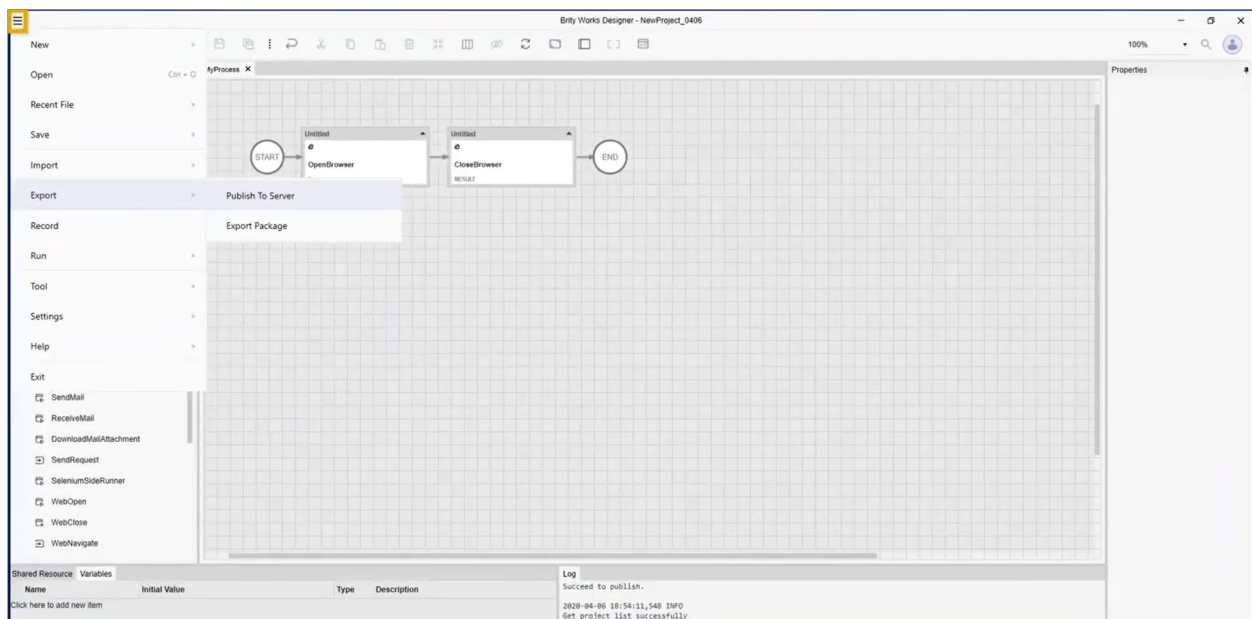 Brity Works Designer - NewProject_0406
New
Open Ctrl + O
Recent File
Save
Import
Export
Record
Run
Tool
Settings
Help
Exit
Publish To Server
Export Package
100%
MyProcess X
Properties
START
Untitled
OpenBrowser
Untitled
CloseBrowser
RESULT
END
SendMail
ReceiveMail
DownloadMailAttachment
SendRequest
SeleniumSideRunner
WebOpen
WebClose
WebNavigate
Shared Resource Variables
Name Initial Value Type Description
Click here to add new item
Log
Succeed to publish.
2020-04-06 18:54:11,548 INFO
Get project list successfully